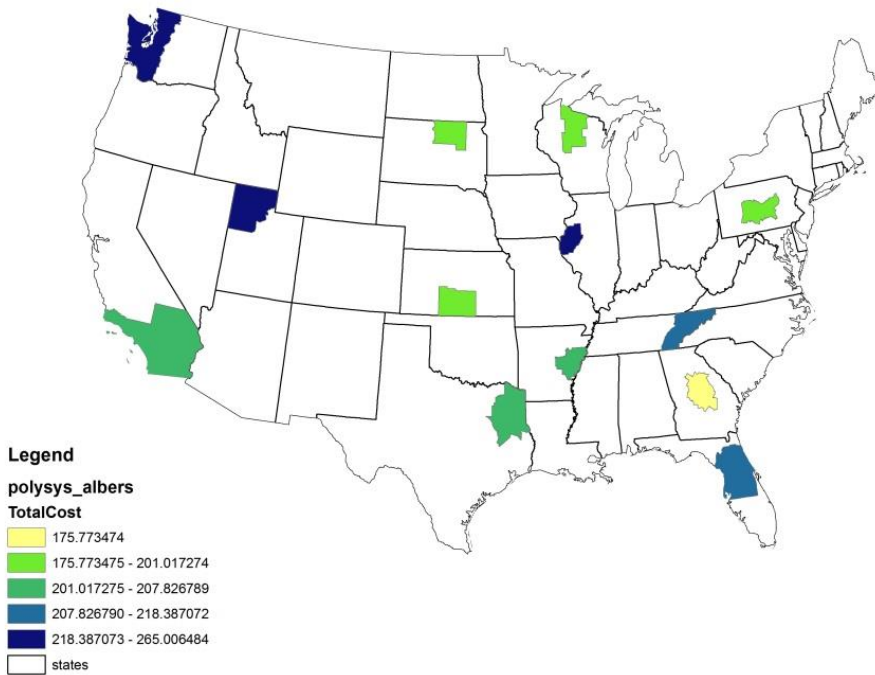 Legend
polysys_albers
TotalCost
175.773474
175.773475 - 201.017274
201.017275 - 207.826789
207.826790 - 218.387072
218.387073 - 265.006484
states